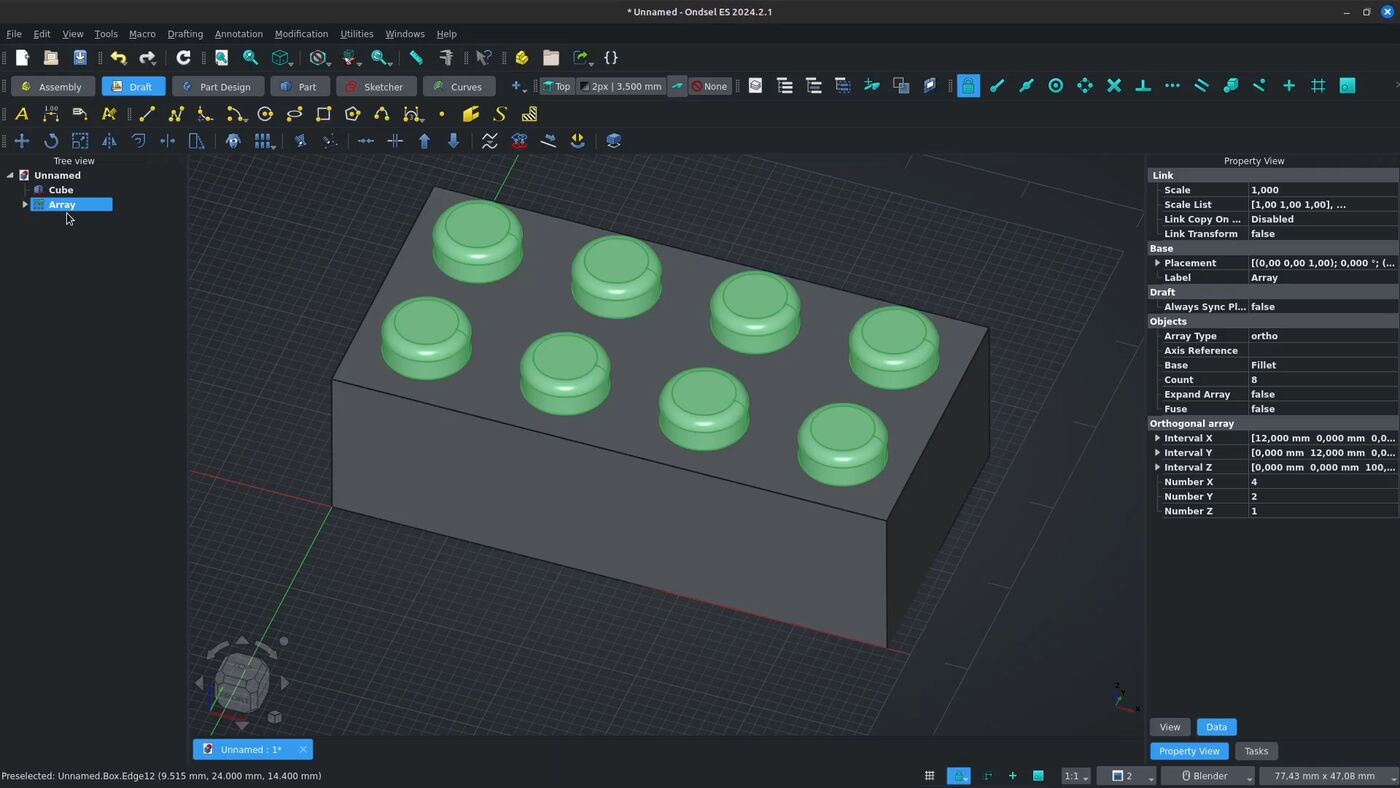 * Unnamed - Ondsel ES 2024.2.1
File Edit View Tools Macro Drafting Annotation Modification Utilities Windows Help
Assembly Draft Part Design Part Sketcher Curves Top 2px | 3,500 mm None
A 1.00 A S
Tree view
Unnamed
Cube
Array
Property View
Link
Scale 1,000
Scale List [1,00 1,00 1,00], ...
Link Copy On ... Disabled
Link Transform false
Base
Placement [(0,00 0,00 1,00); 0,000 °; (...
Label Array
Draft
Always Sync Pl... false
Objects
Array Type ortho
Axis Reference
Base Fillet
Count 8
Expand Array false
Fuse false
Orthogonal array
Interval X [12,000 mm 0,000 mm 0,0...
Interval Y [0,000 mm 12,000 mm 0,0...
Interval Z [0,000 mm 0,000 mm 100,...
Number X 4
Number Y 2
Number Z 1
Z
Y
X
View Data
Unnamed : 1*
Property View Tasks
Preselected: Unnamed.Box.Edge12 (9.515 mm, 24.000 mm, 14.400 mm)
1:1 2 Blender 77,43 mm x 47,08 mm